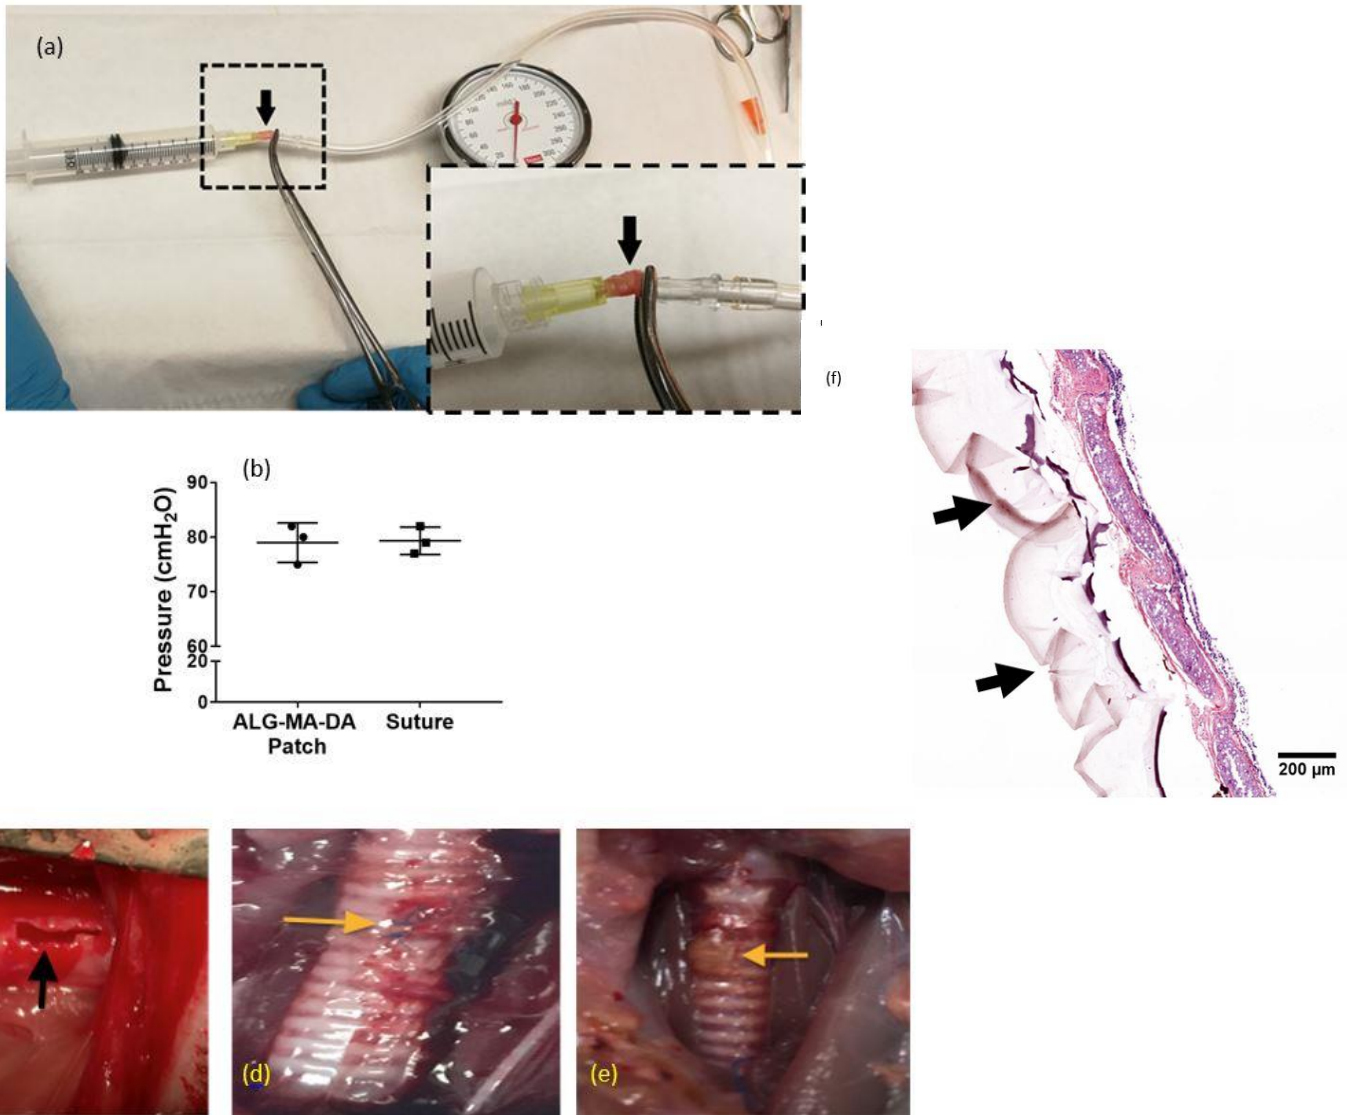 (a)
(b)
90
80
70
60
20
0
Pressure (cmH₂O)
ALG-MA-DA
Patch
Suture
(f)
200 µm
(d)
(e)